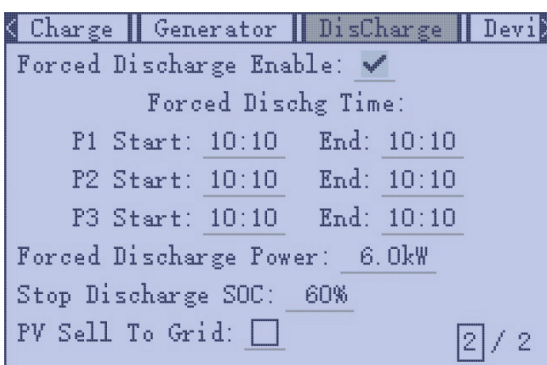 Charge Generator DisCharge Devi
Forced Discharge Enable:
Forced Dischg Time:
P1 Start: 10:10 End: 10:10
P2 Start: 10:10 End: 10:10
P3 Start: 10:10 End: 10:10
Forced Discharge Power: 6.0kW
Stop Discharge SOC: 60%
PV Sell To Grid:
2 / 2